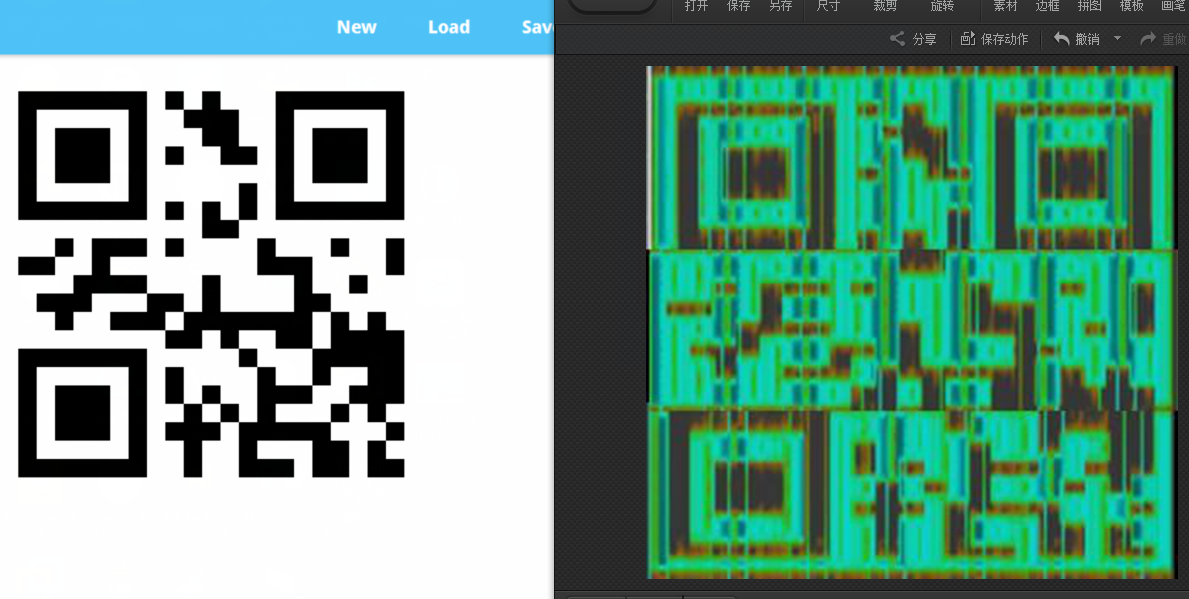 New Load Save
打开 保存 另存 尺寸 裁剪 旋转 素材 边框 拼图 模板 画笔
分享 保存动作 撤销 重做